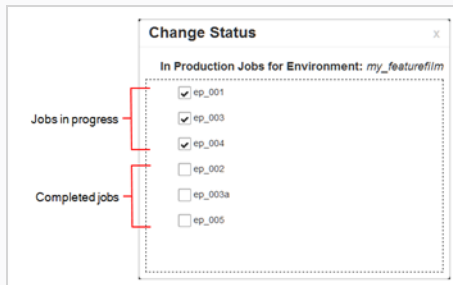 Change Status x
In Production Jobs for Environment: my_featurefilm
ep_001
Jobs in progress
ep_003
ep_004
ep_002
Completed jobs
ep_003a
ep_005